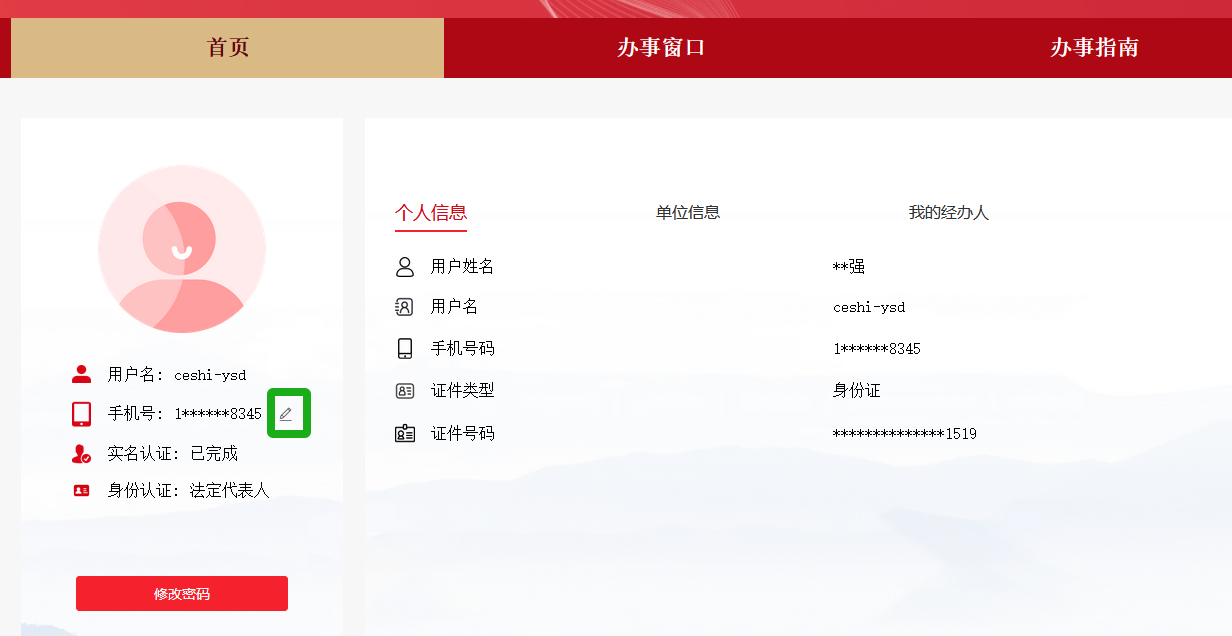 首页 办事窗口 办事指南
用户名: ceshi-ysd
手机号: 1******8345
实名认证: 已完成
身份认证: 法定代表人
修改密码
个人信息 单位信息 我的经办人
用户姓名 **强
用户名 ceshi-ysd
手机号码 1******8345
证件类型 身份证
证件号码 **************1519